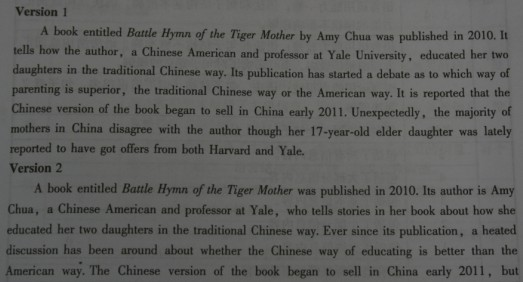 Version 1
A book entitled Battle Hymn of the Tiger Mother by Amy Chua was published in 2010. It
tells how the author, a Chinese American and professor at Yale University, educated her two
daughters in the traditional Chinese way. Its publication has started a debate as to which way of
parenting is superior, the traditional Chinese way or the American way. It is reported that the
Chinese version of the book began to sell in China early 2011. Unexpectedly, the majority of
mothers in China disagree with the author though her 17-year-old elder daughter was lately
reported to have got offers from both Harvard and Yale.
Version 2
A book entitled Battle Hymn of the Tiger Mother was published in 2010. Its author is Amy
Chua, a Chinese American and professor at Yale, who tells stories in her book about how she
educated her two daughters in the traditional Chinese way. Ever since its publication, a heated
discussion has been around about whether the Chinese way of educating is better than the
American way. The Chinese version of the book began to sell in China early 2011, but